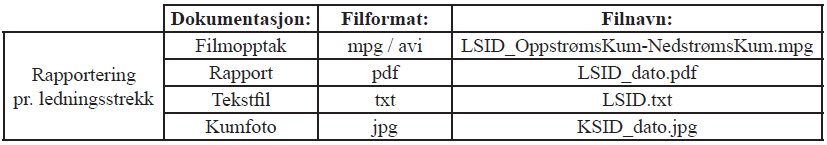 Dokumentasjon: Filformat: Filnavn:
Rapportering
pr. ledningsstrekk
Filmopptak mpg / avi LSID_OppstrømsKum-NedstrømsKum.mpg
Rapport pdf LSID_dato.pdf
Tekstfil txt LSID.txt
Kumfoto jpg KSID_dato.jpg